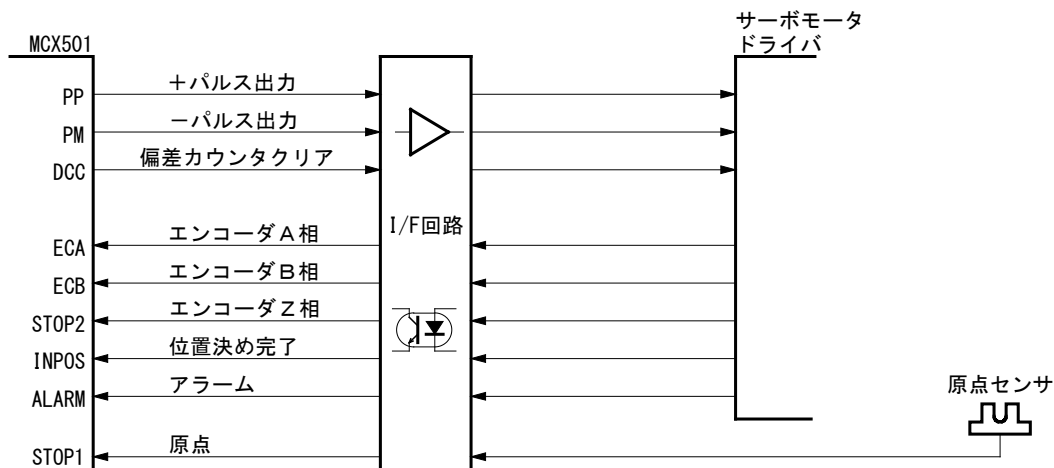 サーボモータ
ドライバ
MCX501
PP
+パルス出力
PM
-パルス出力
DCC
偏差カウンタクリア
I/F回路
ECA
エンコーダA相
ECB
エンコーダB相
STOP2
エンコーダZ相
INPOS
位置決め完了
ALARM
アラーム
原点センサ
STOP1
原点